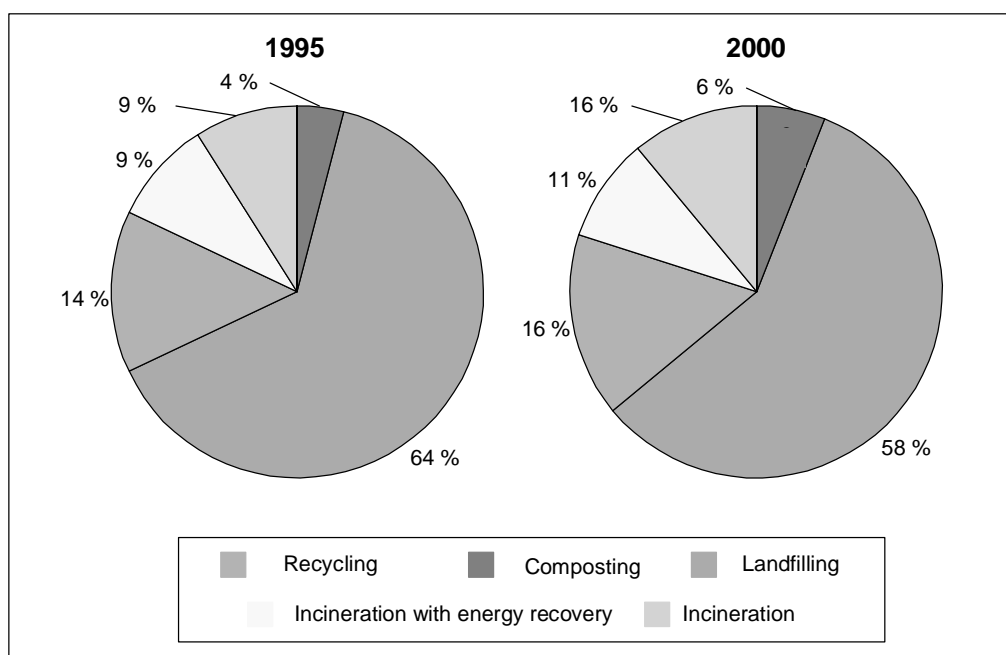 1995
4 %
9 %
9 %
14 %
64 %
2000
6 %
16 %
11 %
16 %
58 %
Recycling
Composting
Landfilling
Incineration with energy recovery
Incineration